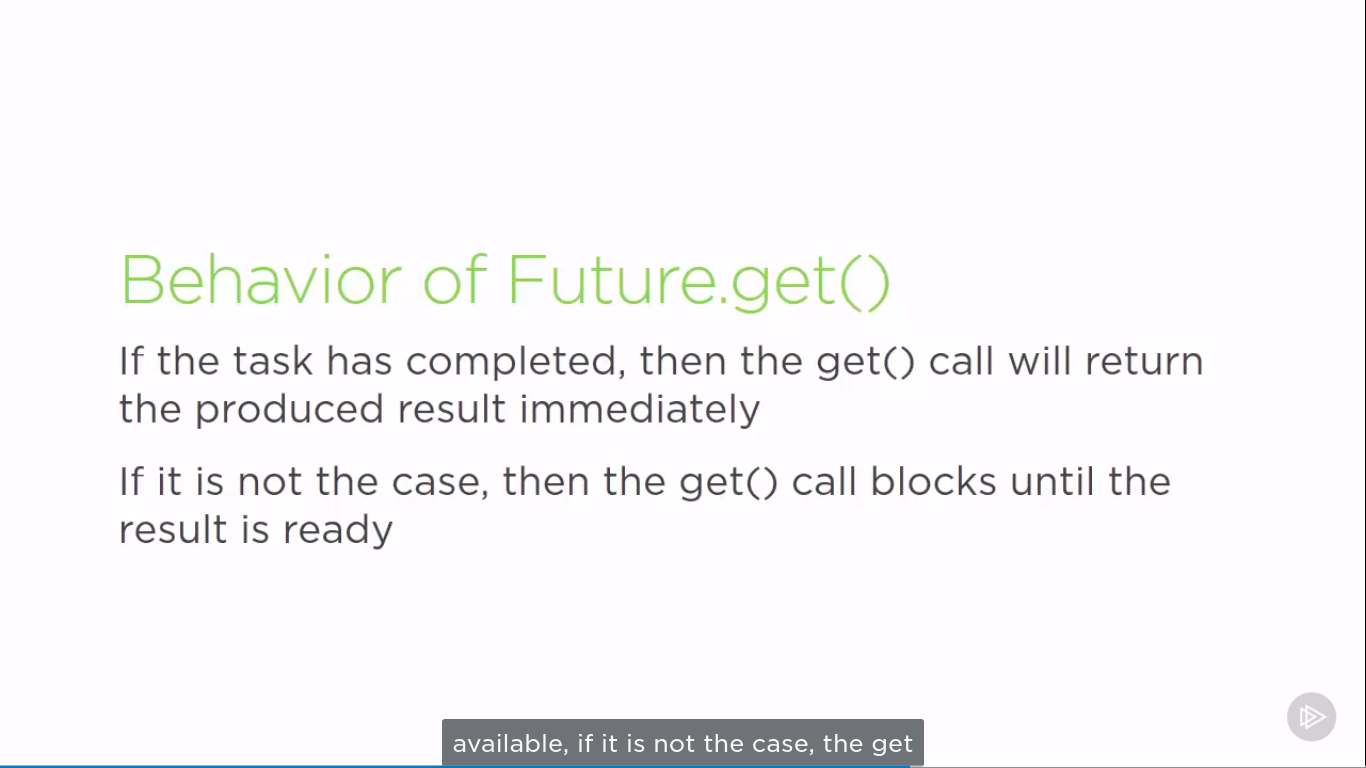 Behavior of Future.get()
If the task has completed, then the get() call will return
the produced result immediately
If it is not the case, then the get() call blocks until the
result is ready
available, if it is not the case, the get